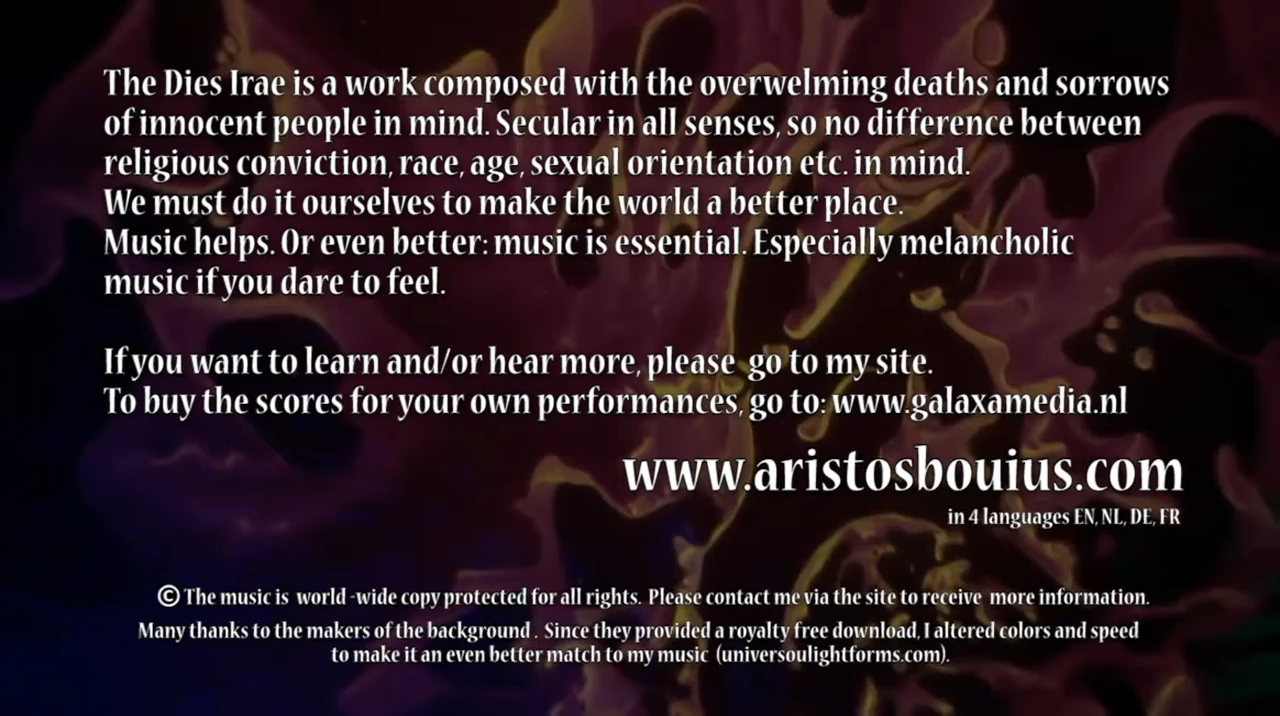 The Dies Irae is a work composed with the overwelming deaths and sorrows
of innocent people in mind. Secular in all senses, so no difference between
religious conviction, race, age, sexual orientation etc. in mind.
We must do it ourselves to make the world a better place.
Music helps. Or even better: music is essential. Especially melancholic
music if you dare to feel.
If you want to learn and/or hear more, please go to my site.
To buy the scores for your own performances, go to: www.galaxamedia.nl
www.aristosbouius.com
in 4 languages EN, NL, DE, FR
© The music is world -wide copy protected for all rights. Please contact me via the site to receive more information.
Many thanks to the makers of the background . Since they provided a royalty free download, I altered colors and speed
to make it an even better match to my music (universoulightforms.com).